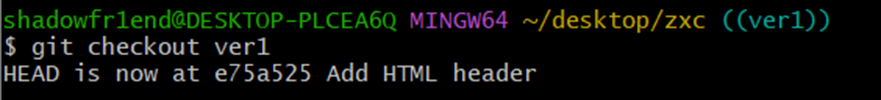 shadowfr1end@DESKTOP-PLCEA6Q MINGW64 ~/desktop/zxc ((ver1))
$ git checkout ver1
HEAD is now at e75a525 Add HTML header